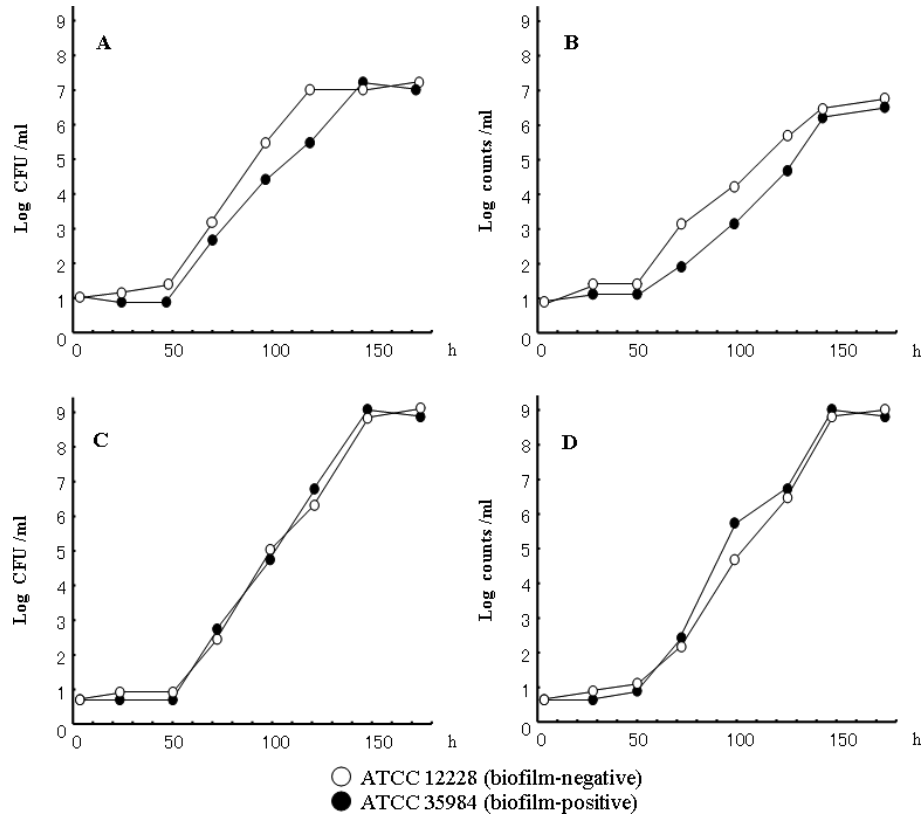 A
Log CFU /ml
9
8
7
6
5
4
3
2
1
0
0 50 100 150 h
B
Log counts /ml
9
8
7
6
5
4
3
2
1
0
0 50 100 150 h
C
Log CFU /ml
9
8
7
6
5
4
3
2
1
0
0 50 100 150 h
D
Log counts /ml
9
8
7
6
5
4
3
2
1
0
0 50 100 150 h
ATCC 12228 (biofilm-negative)
ATCC 35984 (biofilm-positive)